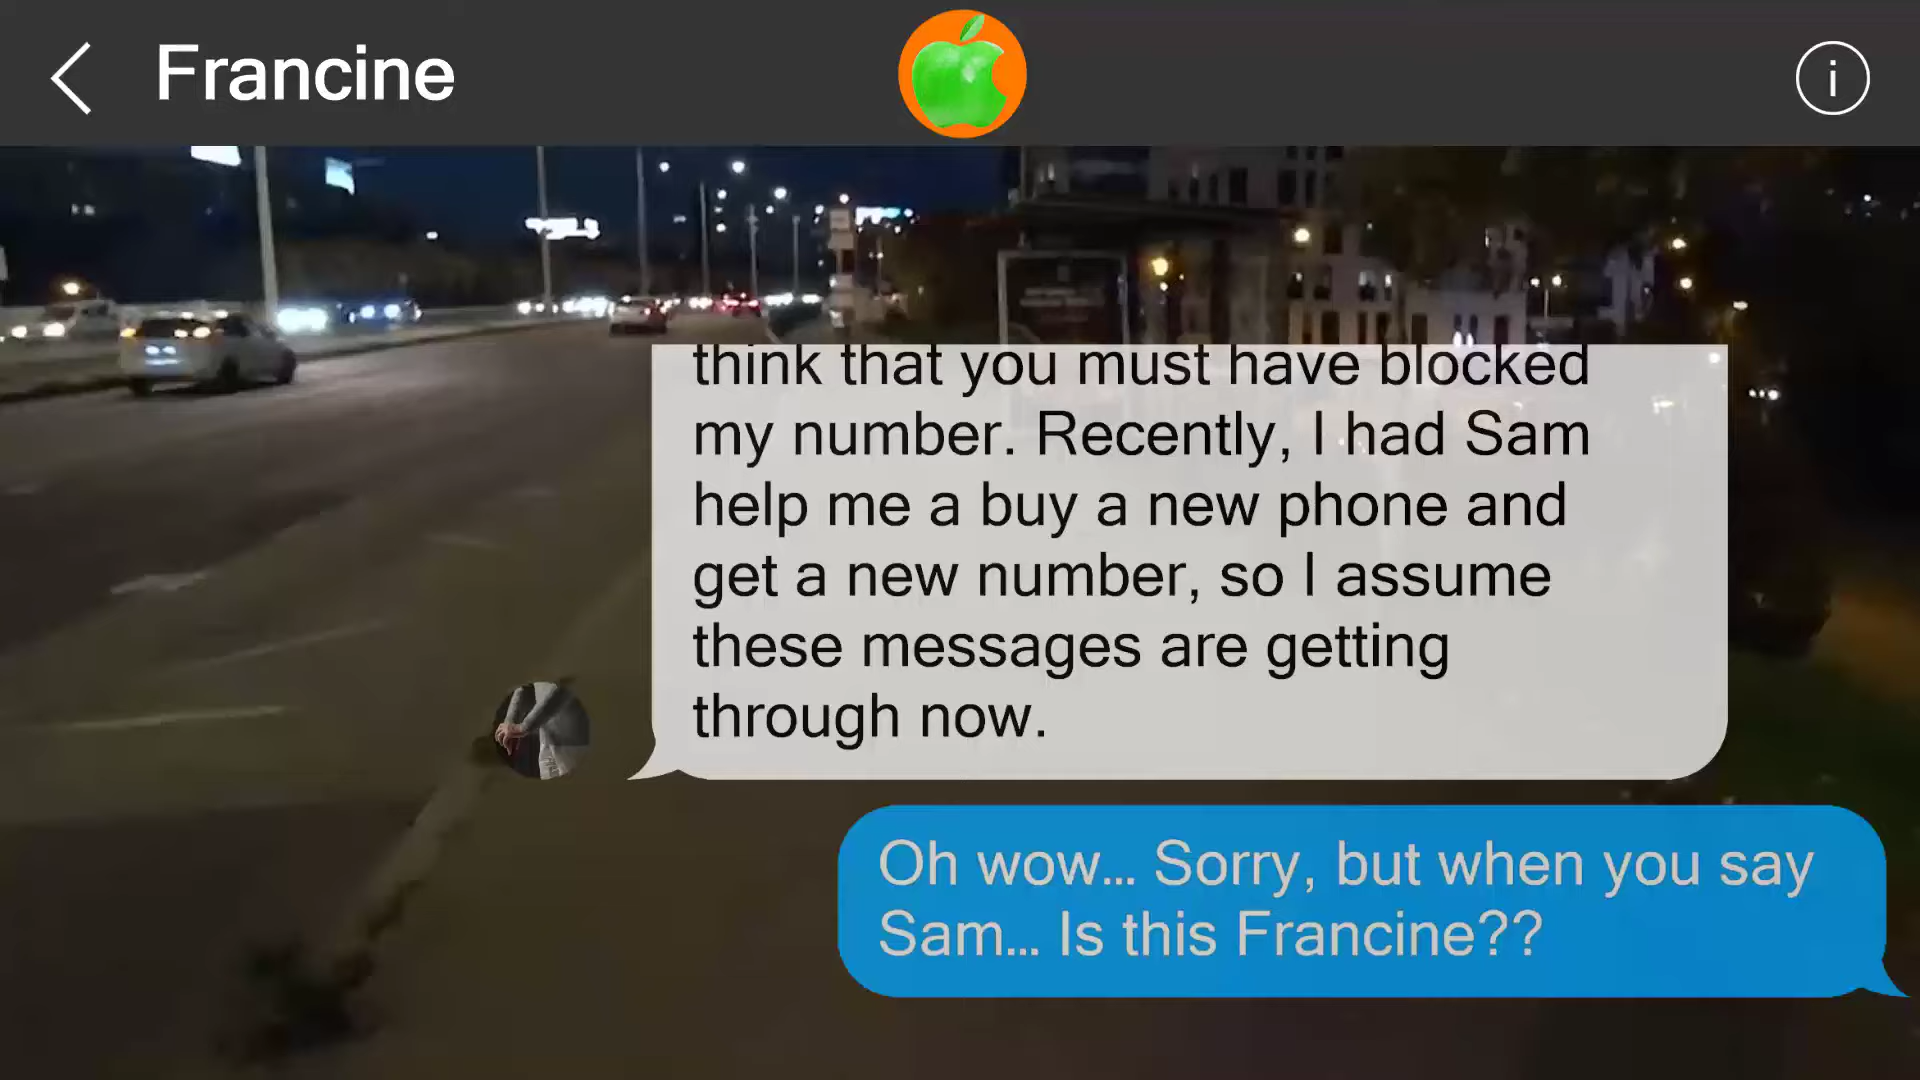 Francine
think that you must have blocked
my number. Recently, I had Sam
help me a buy a new phone and
get a new number, so I assume
these messages are getting
through now.
Oh wow... Sorry, but when you say
Sam... Is this Francine??